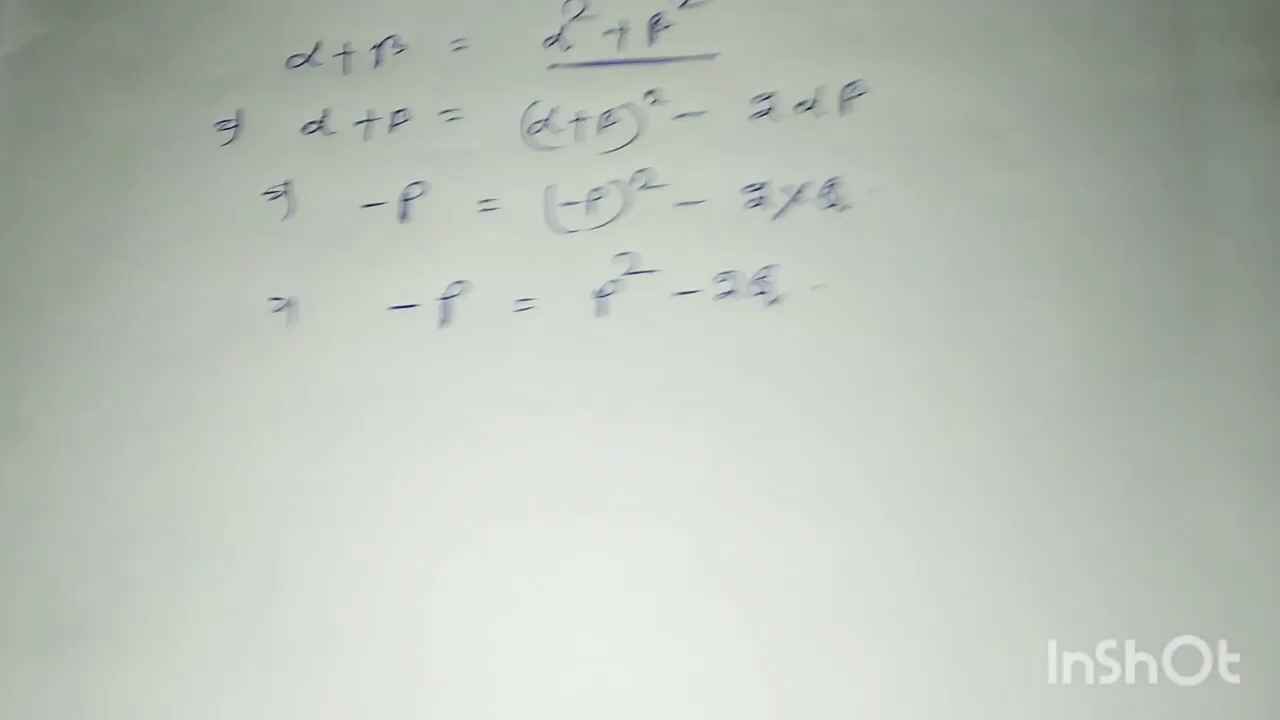 α+β = α²+β²
⇒ α+β = (α+β)² − 2αβ
⇒ −p = (−p)² − 2×q
⇒ −p = p² − 2q
InShOt